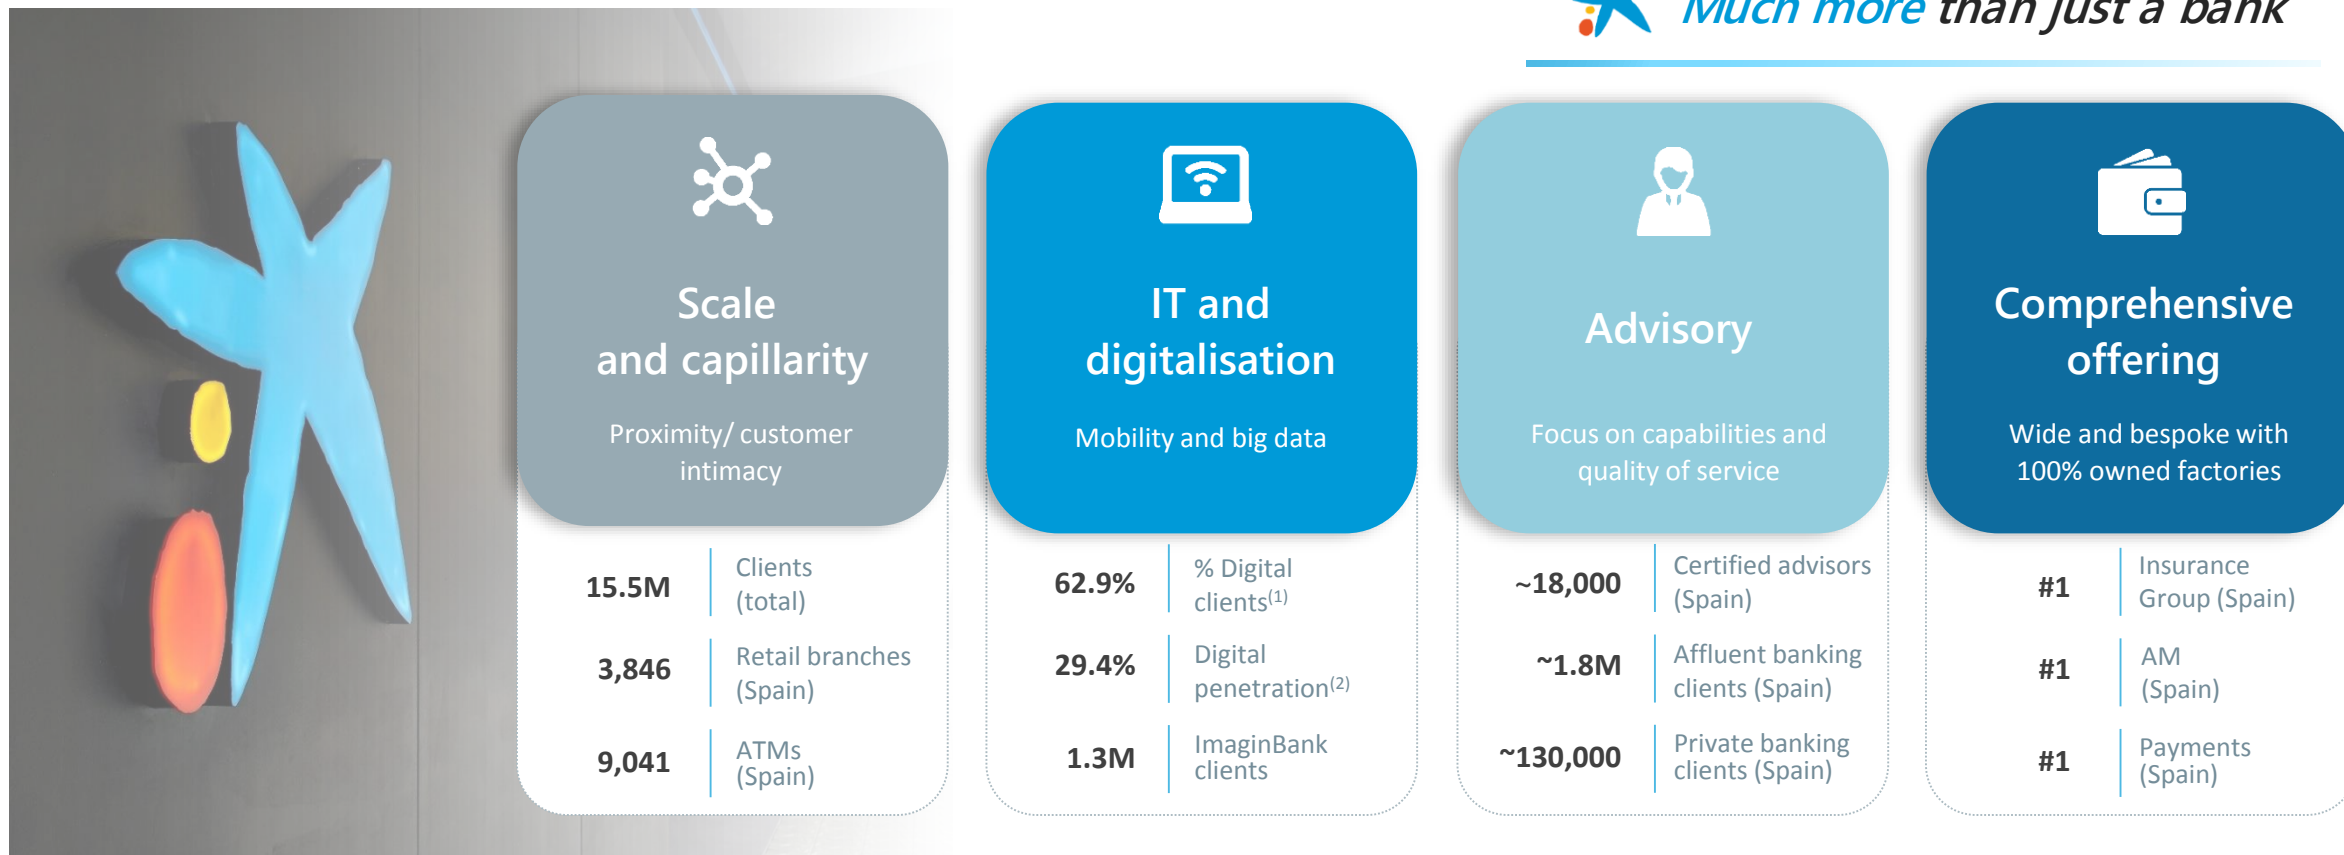 Much more than just a bank
Scale
and capillarity
Proximity/ customer
intimacy
15.5M
Clients
(total)
3,846
Retail branches
(Spain)
9,041
ATMs
(Spain)
IT and
digitalisation
Mobility and big data
62.9%
% Digital
clients(1)
29.4%
Digital
penetration(2)
1.3M
ImaginBank
clients
Advisory
Focus on capabilities and
quality of service
~18,000
Certified advisors
(Spain)
~1.8M
Affluent banking
clients (Spain)
~130,000
Private banking
clients (Spain)
Comprehensive
offering
Wide and bespoke with
100% owned factories
#1
Insurance
Group (Spain)
#1
AM
(Spain)
#1
Payments
(Spain)